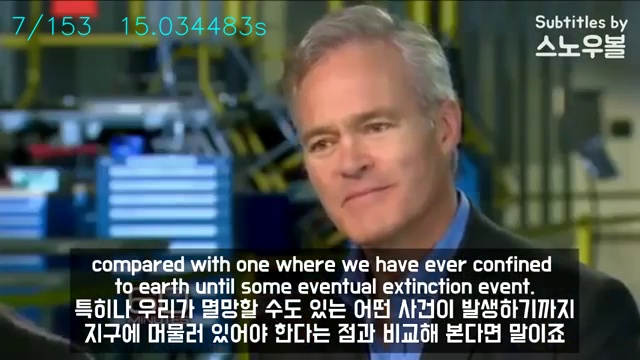 7/153 15.034483s
Subtitles by
스노우볼
compared with one where we have ever confined
to earth until some eventual extinction event.
특히나 우리가 멸망할 수도 있는 어떤 사건이 발생하기까지
지구에 머물러 있어야 한다는 점과 비교해 본다면 말이죠